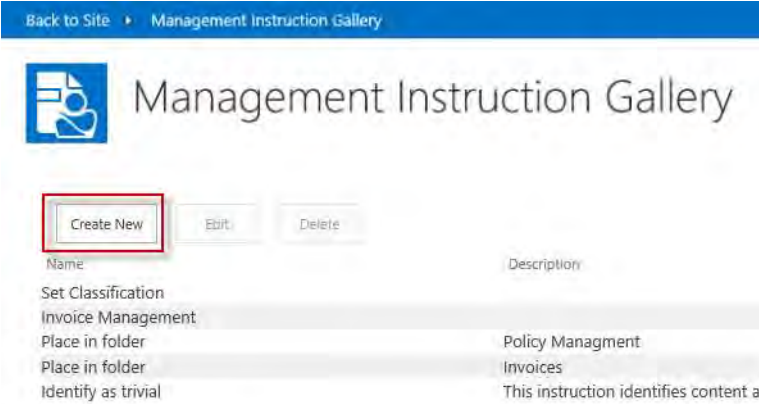 Back to Site ▸ Management Instruction Gallery
Management Instruction Gallery
Create New Edit Delete
Name Description
Set Classification
Invoice Management
Place in folder Policy Managment
Place in folder Invoices
Identify as trivial This instruction identifies content a